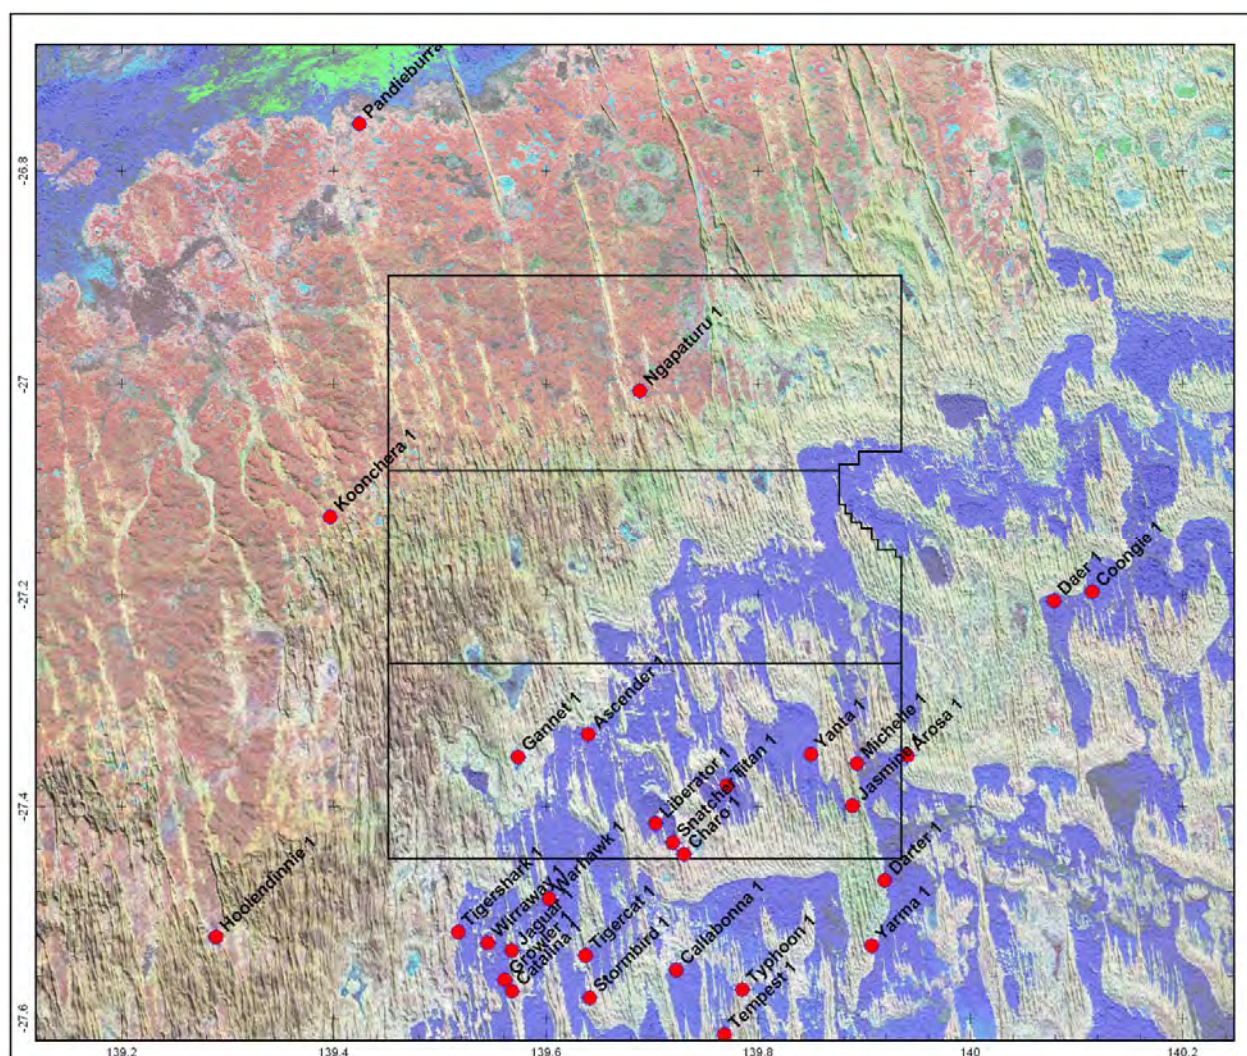 Pandieburra
-26.8
Ngapaturu 1
-27
Koonchera 1
Daer 1
Coongie 1
-27.2
Ascender 1
Gannet 1
Yanta 1
Michelle 1
Arosa 1
Titan 1
Liberator 1
Jasmine 1
Snatcher 1
Charo 1
-27.4
Darter 1
Warhawk 1
Tigershark 1
Wirraway 1
Hoolendinnie 1
Jaguar 1
Tigercat 1
Yarma 1
Growler 1
Catalina 1
Callabonna 1
Stormbird 1
Typhoon 1
Tempest 1
-27.6
139.2
139.4
139.6
139.8
140
140.2